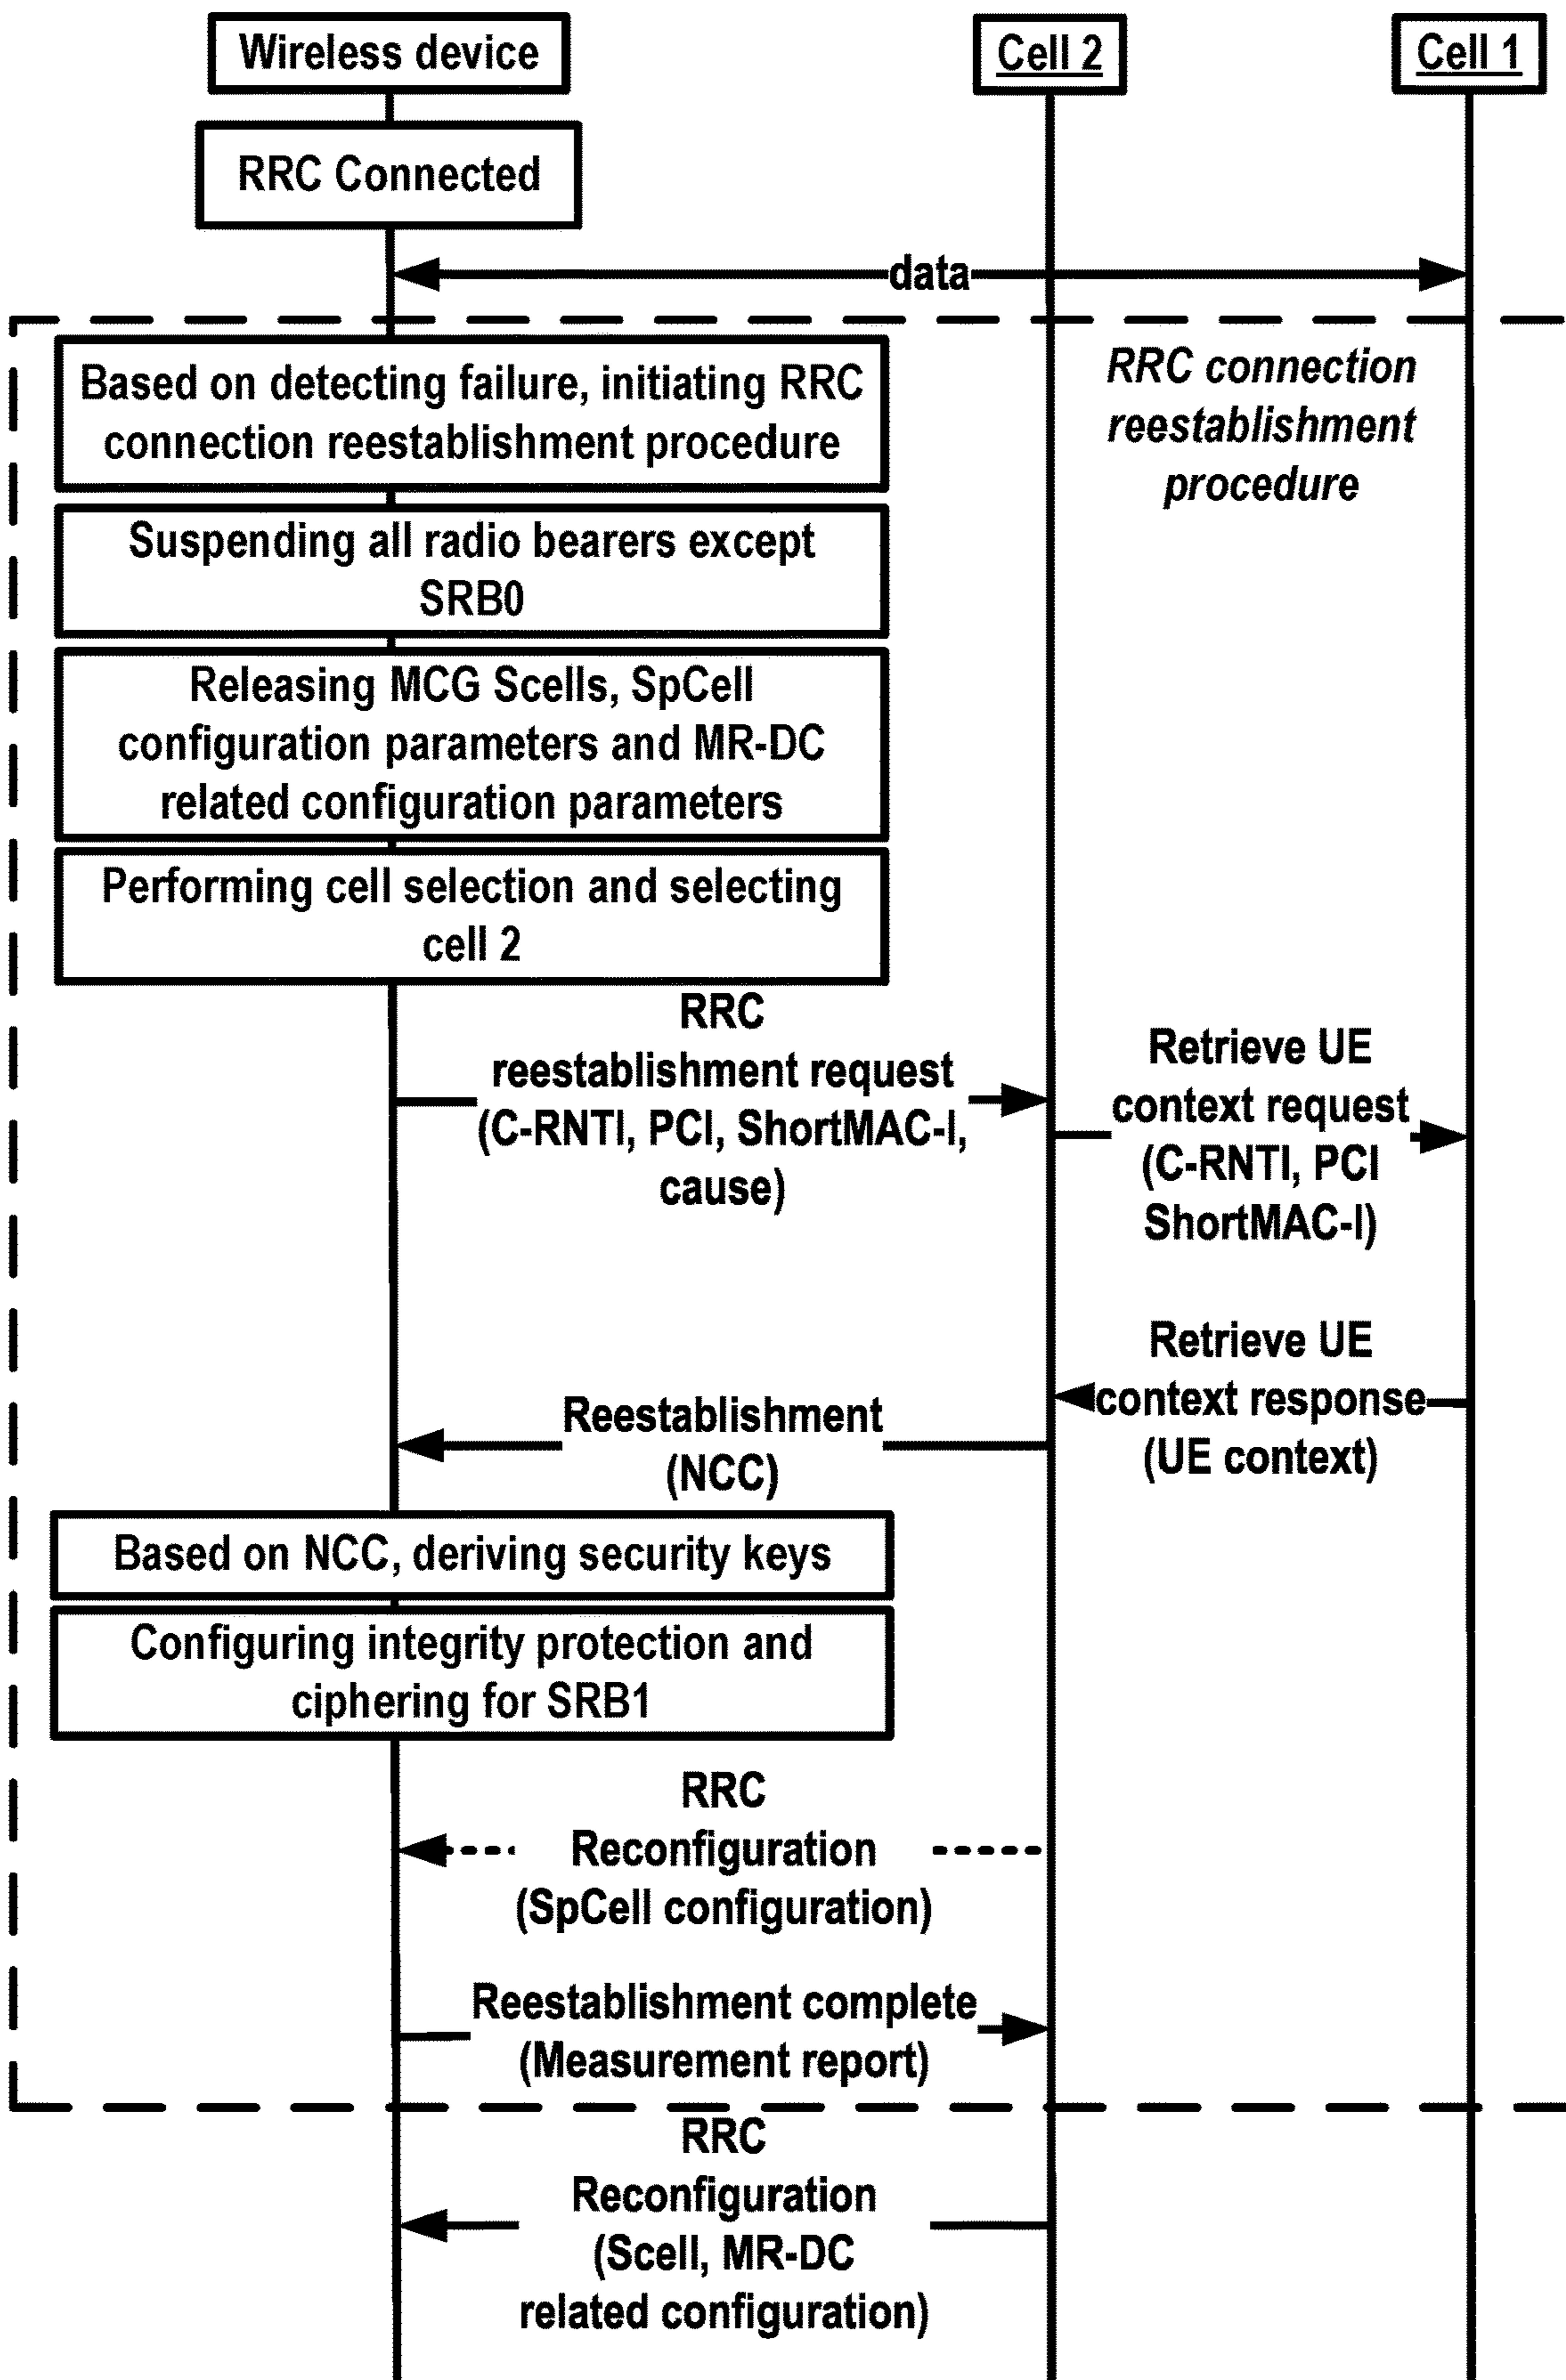 Wireless device
Cell 2
Cell 1
RRC Connected
data
Based on detecting failure, initiating RRC
connection reestablishment procedure
RRC connection
reestablishment
procedure
Suspending all radio bearers except
SRB0
Releasing MCG Scells, SpCell
configuration parameters and MR-DC
related configuration parameters
Performing cell selection and selecting
cell 2
RRC
reestablishment request
(C-RNTI, PCI, ShortMAC-I,
cause)
Retrieve UE
context request
(C-RNTI, PCI
ShortMAC-I)
Retrieve UE
context response
(UE context)
Reestablishment
(NCC)
Based on NCC, deriving security keys
Configuring integrity protection and
ciphering for SRB1
RRC
Reconfiguration
(SpCell configuration)
Reestablishment complete
(Measurement report)
RRC
Reconfiguration
(Scell, MR-DC
related configuration)